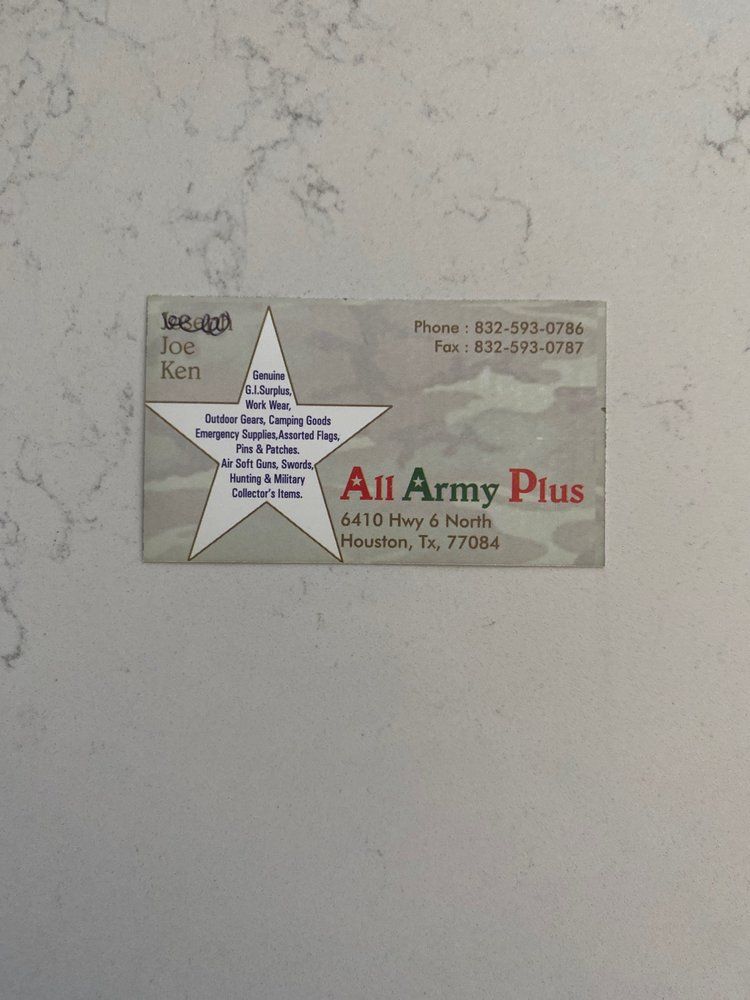 Joe
Ken
Phone : 832-593-0786
Fax : 832-593-0787
Genuine
G.I.Surplus,
Work Wear,
Outdoor Gears, Camping Goods
Emergency Supplies,Assorted Flags,
Pins & Patches.
Air Soft Guns, Swords,
Hunting & Military
Collector's Items.
All Army Plus
6410 Hwy 6 North
Houston, Tx, 77084